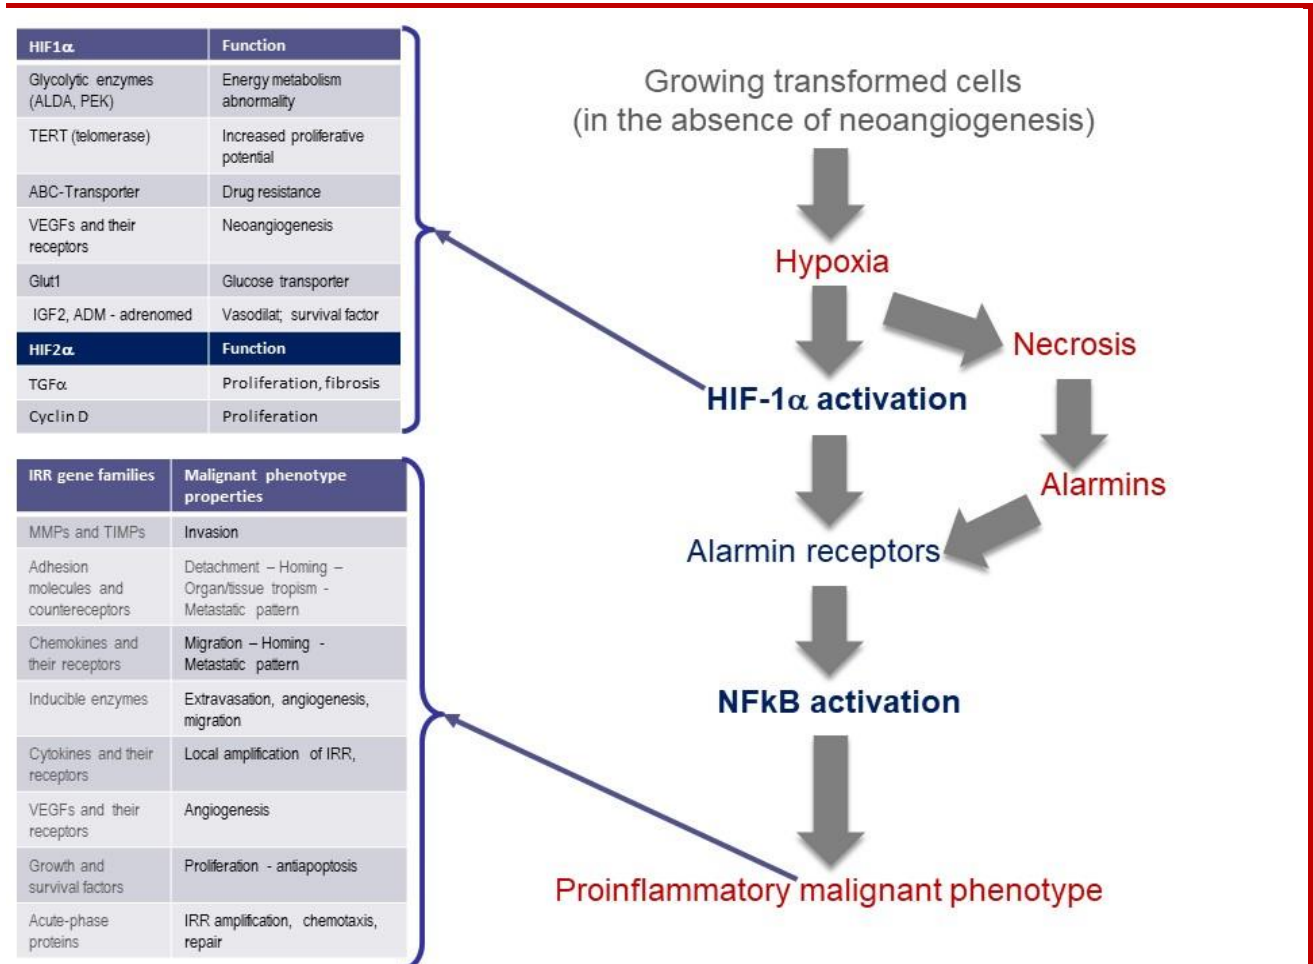 HIF1α Function
Glycolytic enzymes Energy metabolism
(ALDA, PEK) abnormality
TERT (telomerase) Increased proliferative
potential
ABC-Transporter Drug resistance
VEGFs and their Neoangiogenesis
receptors
Glut1 Glucose transporter
IGF2, ADM - adrenomed Vasodilat; survival factor
HIF2α Function
TGFα Proliferation, fibrosis
Cyclin D Proliferation
IRR gene families Malignant phenotype
properties
MMPs and TIMPs Invasion
Adhesion Detachment – Homing –
molecules and Organ/tissue tropism -
countereceptors Metastatic pattern
Chemokines and Migration – Homing -
their receptors Metastatic pattern
Inducible enzymes Extravasation, angiogenesis,
migration
Cytokines and their Local amplification of IRR,
receptors
VEGFs and their Angiogenesis
receptors
Growth and Proliferation - antiapoptosis
survival factors
Acute-phase IRR amplification, chemotaxis,
proteins repair
Growing transformed cells
(in the absence of neoangiogenesis)
Hypoxia
Necrosis
HIF-1α activation
Alarmins
Alarmin receptors
NFkB activation
Proinflammatory malignant phenotype